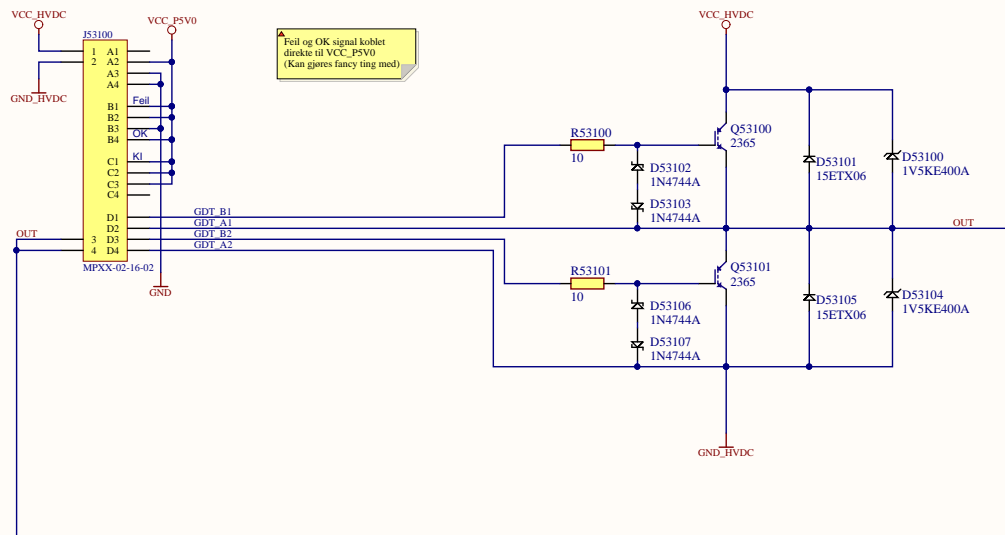 VCC_HVDC
VCC_P5V0
J53100
1 A1
2 A2
A3
A4
B1 Feil
B2
B3
B4 OK
C1 KI
C2
C3
C4
D1 GDT_B1
D2 GDT_A1
OUT 3 D3 GDT_B2
4 D4 GDT_A2
MPXX-02-16-02
GND_HVDC
GND
Feil og OK signal koblet
direkte til VCC_P5V0
(Kan gjøres fancy ting med)
VCC_HVDC
R53100
10
Q53100
2365
D53102
1N4744A
D53103
1N4744A
D53101
15ETX06
D53100
1V5KE400A
OUT
R53101
10
Q53101
2365
D53106
1N4744A
D53107
1N4744A
D53105
15ETX06
D53104
1V5KE400A
GND_HVDC